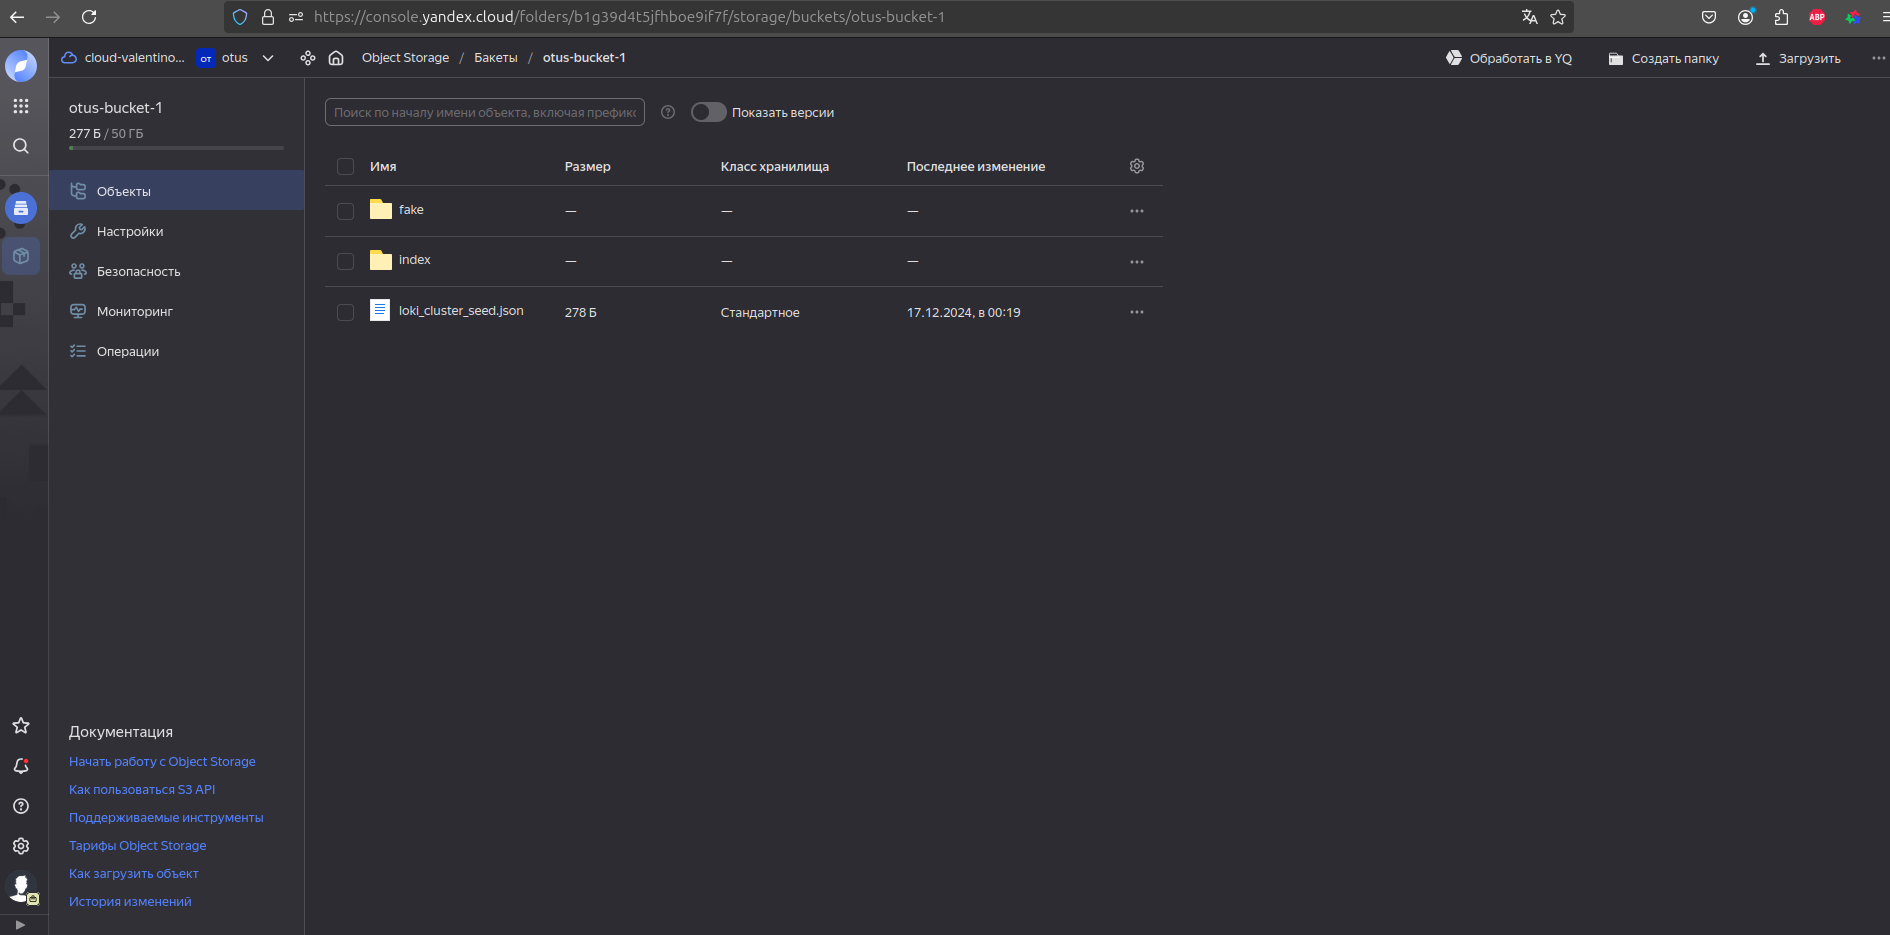 https://console.yandex.cloud/folders/b1g39d4t5jfhboe9if7f/storage/buckets/otus-bucket-1
ABP
cloud-valentino...
от
otus
Object Storage / Бакеты / otus-bucket-1
Обработать в YQ
Создать папку
Загрузить
otus-bucket-1
277 Б / 50 ГБ
Объекты
Настройки
Безопасность
Мониторинг
Операции
Поиск по началу имени объекта, включая префикс
Показать версии
Имя Размер Класс хранилища Последнее изменение
fake — — —
index — — —
loki_cluster_seed.json 278 Б Стандартное 17.12.2024, в 00:19
Документация
Начать работу с Object Storage
Как пользоваться S3 API
Поддерживаемые инструменты
Тарифы Object Storage
Как загрузить объект
История изменений